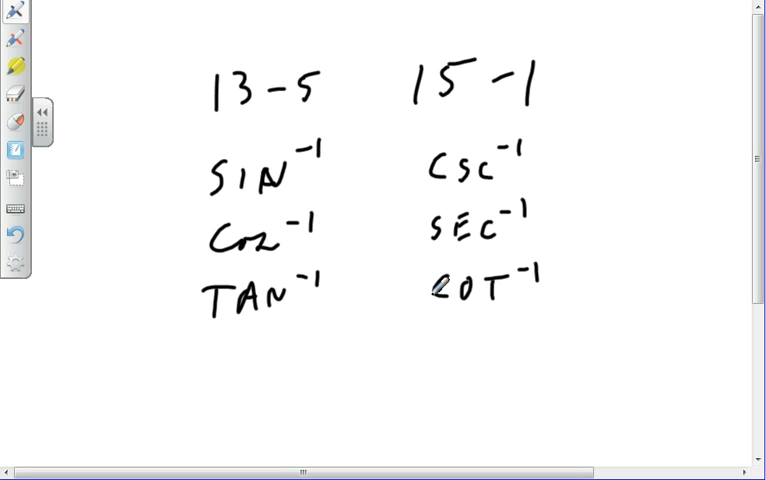 13-5 15-1
SIN⁻¹ CSC⁻¹
Cos⁻¹ SEC⁻¹
TAN⁻¹ COT⁻¹